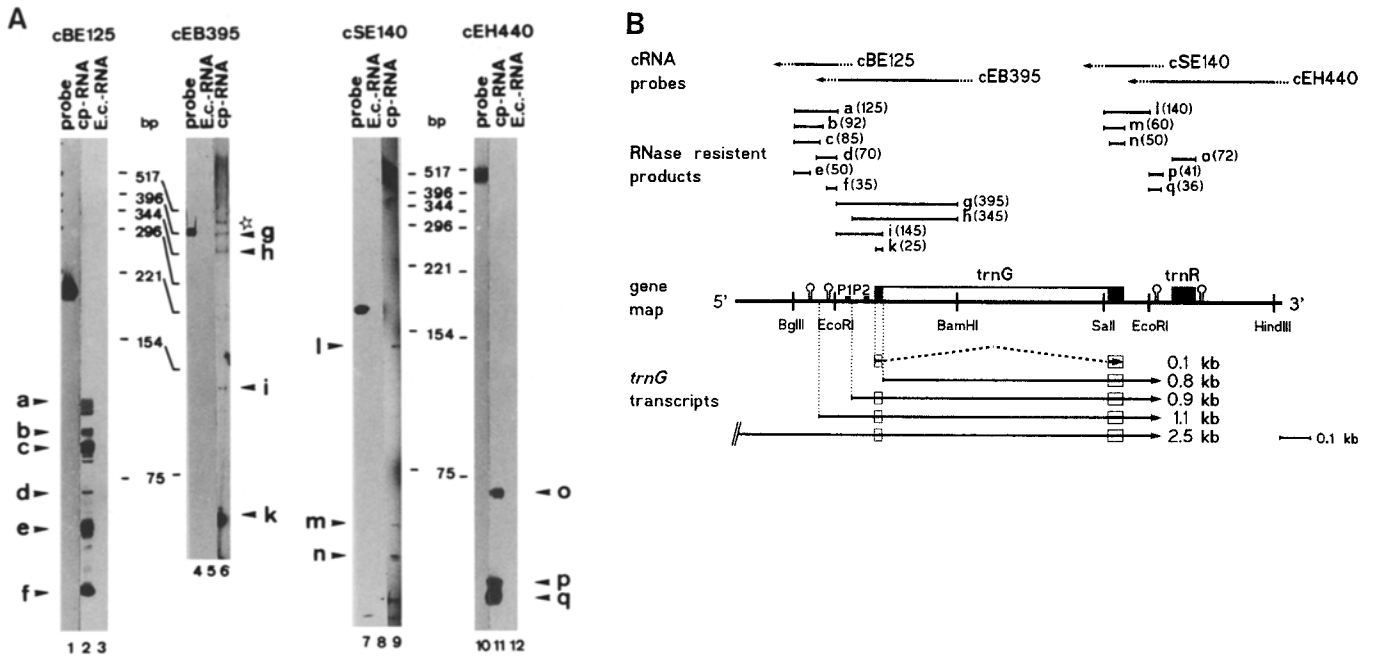 A
cBE125 cEB395 cSE140 cEH440
probe cp-RNA E.c.-RNA bp probe E.c.-RNA cp-RNA probe E.c.-RNA cp-RNA bp probe cp-RNA E.c.-RNA
517
396
344
296
221
154
75
517
396
344
296
221
154
75
a
b
c
d
e
f
☆
g
h
i
k
l
m
n
o
p
q
1 2 3
4 5 6
7 8 9
10 11 12
B
cRNA probes
cBE125
cEB395
cSE140
cEH440
RNase resistent products
a(125)
b(92)
c(85)
d(70)
e(50)
f(35)
g(395)
h(345)
i(145)
k(25)
l(140)
m(60)
n(50)
o(72)
p(41)
q(36)
gene map
trnG trnR
5' P1P2 3'
BglII EcoRI BamHI SalI EcoRI HindIII
trnG transcripts
0.1 kb
0.8 kb
0.9 kb
1.1 kb
2.5 kb
0.1 kb